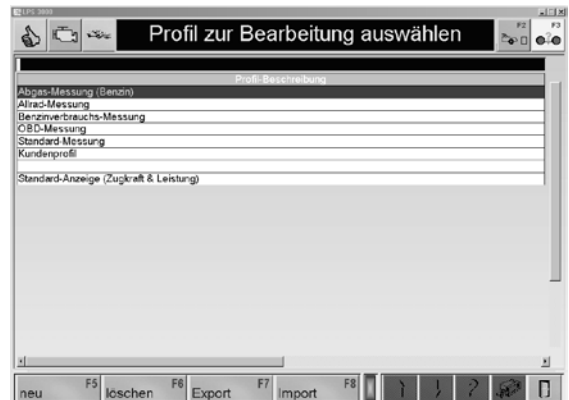 LPS 3000
Profil zur Bearbeitung auswählen
F2
F3
Profil-Beschreibung
Abgas-Messung (Benzin)
Allrad-Messung
Benzinverbrauchs-Messung
OBD-Messung
Standard-Messung
Kundenprofil
Standard-Anzeige (Zugkraft & Leistung)
neu F5
löschen F6
Export F7
Import F8